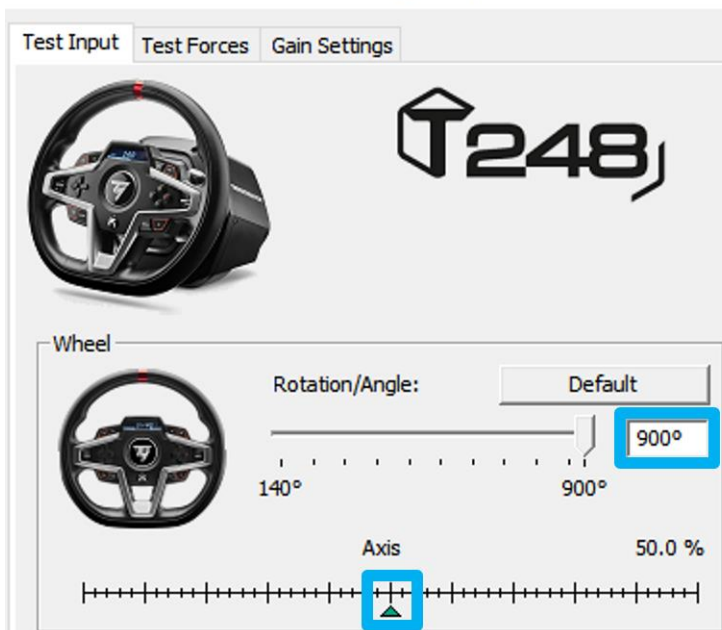 Test Input Test Forces Gain Settings
T248
Wheel
Rotation/Angle: Default
900°
140° 900°
Axis 50.0 %